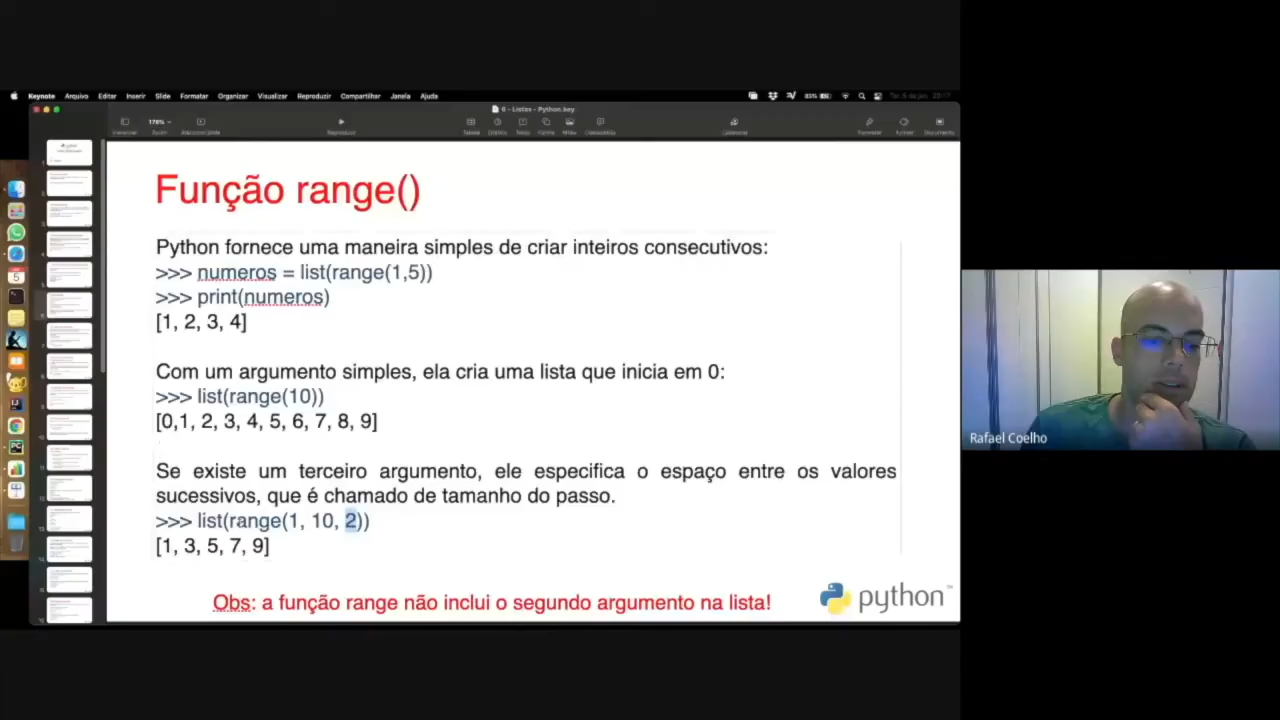 Keynote Arquivo Editar Inserir Slide Formatar Organizar Visualizar Reproduzir Compartilhar Janela Ajuda
6 - Listas - Python.key
176%
Função range()
Python fornece uma maneira simples de criar inteiros consecutivos:
>>> numeros = list(range(1,5))
>>> print(numeros)
[1, 2, 3, 4]
Com um argumento simples, ela cria uma lista que inicia em 0:
>>> list(range(10))
[0,1, 2, 3, 4, 5, 6, 7, 8, 9]
Se existe um terceiro argumento, ele especifica o espaço entre os valores
sucessivos, que é chamado de tamanho do passo.
>>> list(range(1, 10, 2))
[1, 3, 5, 7, 9]
Obs: a função range não inclui o segundo argumento na lista!
python
Rafael Coelho